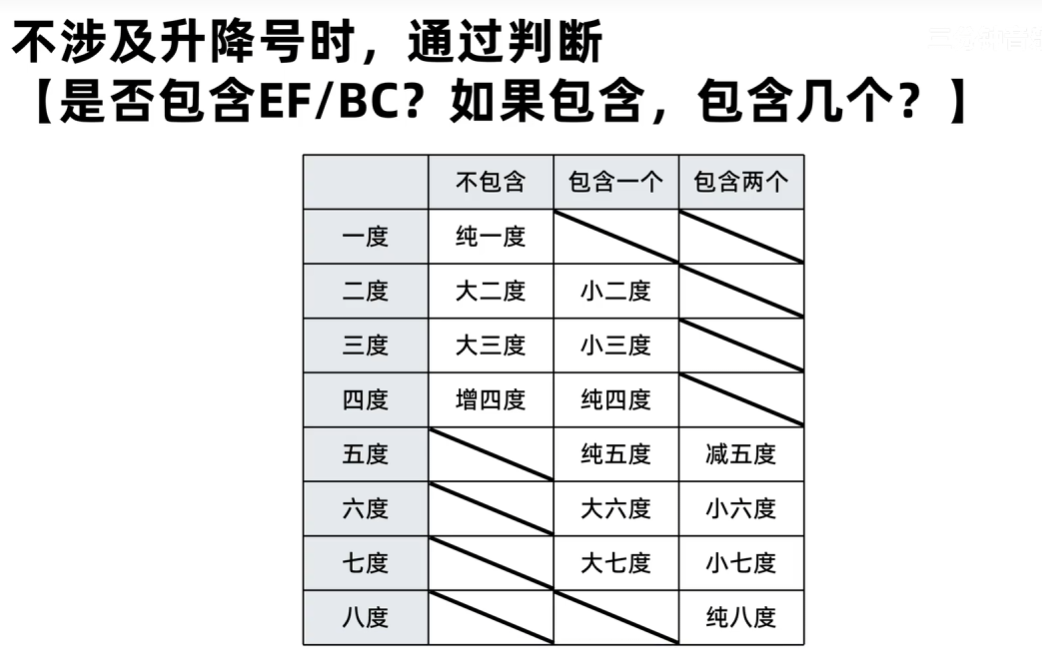 不涉及升降号时，通过判断
【是否包含EF/BC？如果包含，包含几个？】
不包含 包含一个 包含两个
一度 纯一度
二度 大二度 小二度
三度 大三度 小三度
四度 增四度 纯四度
五度 纯五度 减五度
六度 大六度 小六度
七度 大七度 小七度
八度 纯八度